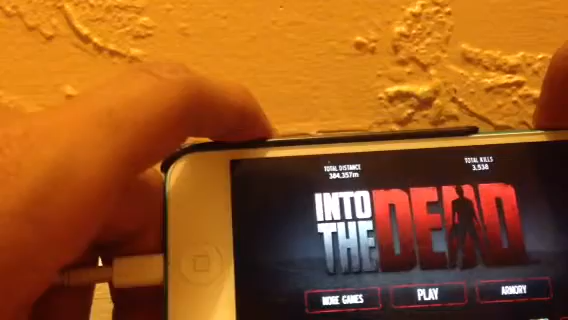 TOTAL DISTANCE
384,357m
TOTAL KILLS
3,538
INTO
THE
DEAD
MORE GAMES
PLAY
ARMORY